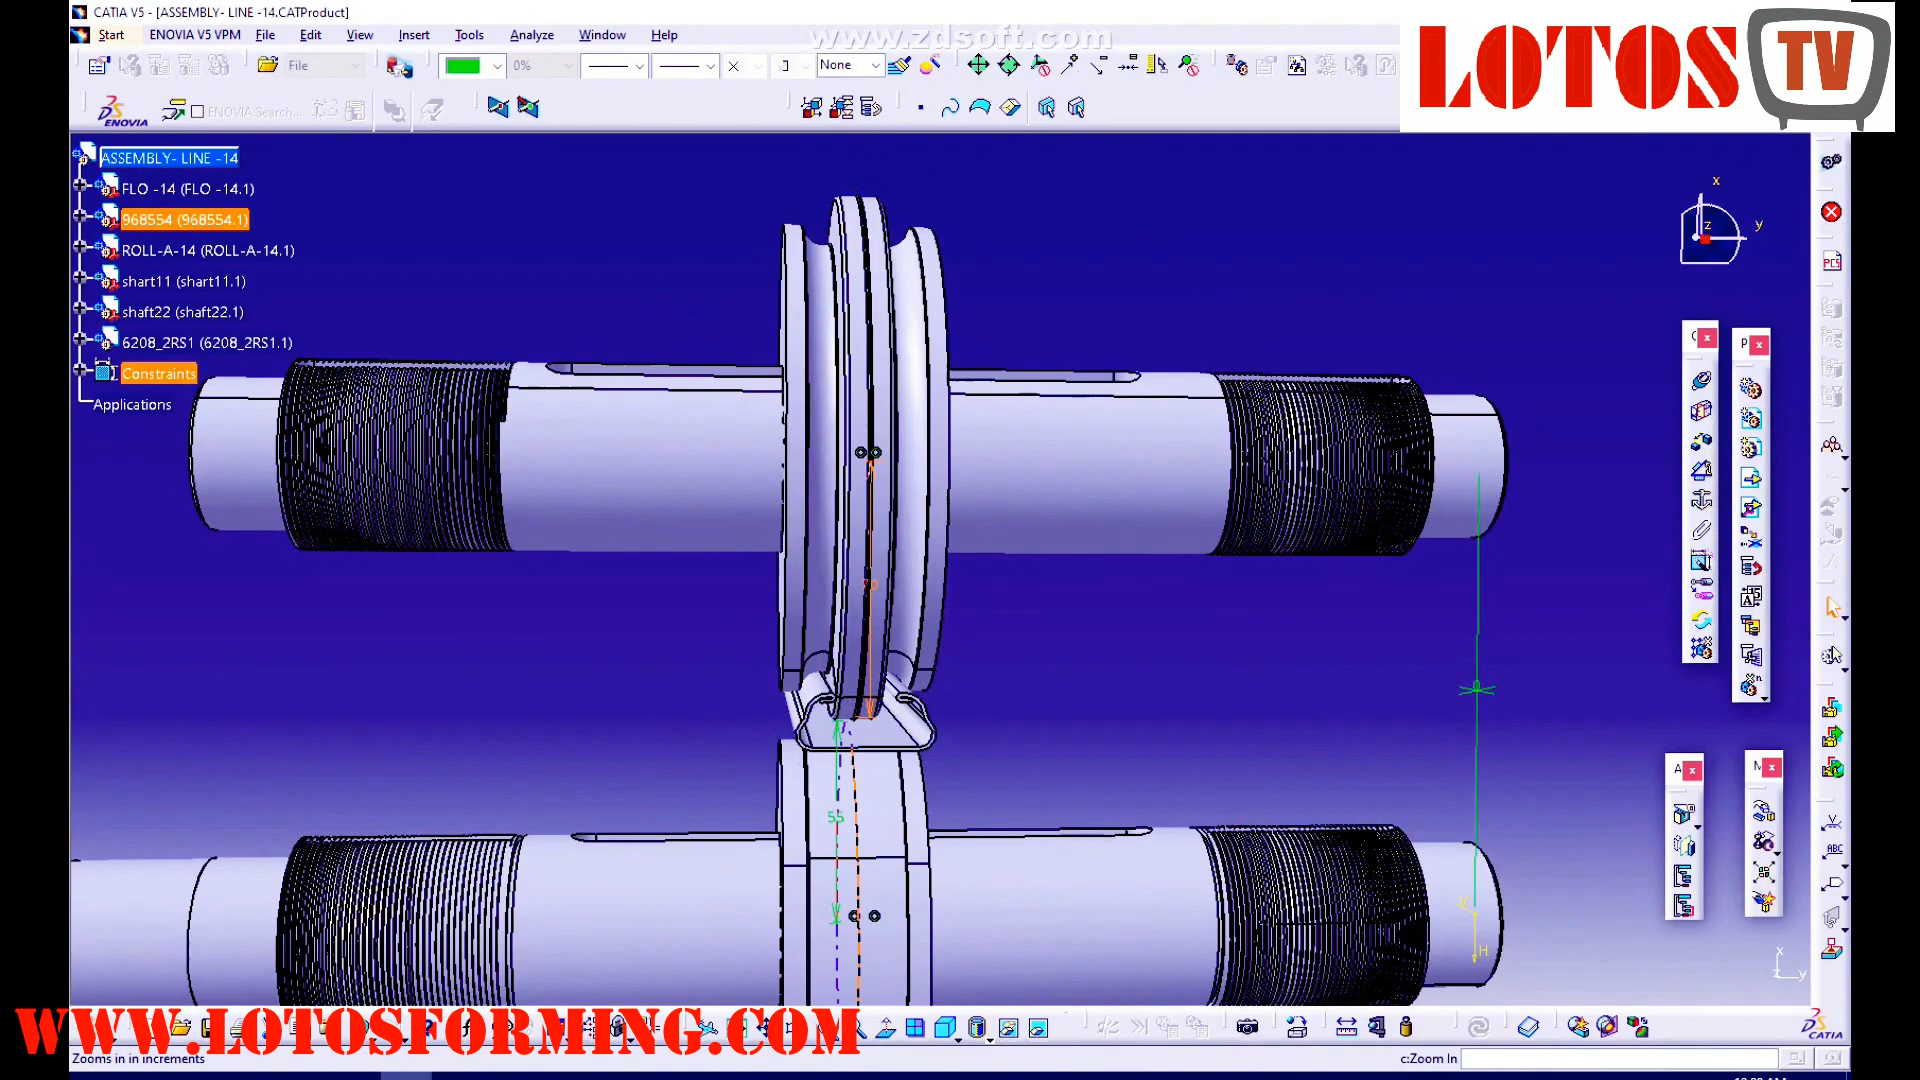 CATIA V5 - [ASSEMBLY- LINE -14.CATProduct]
Start ENOVIA V5 VPM File Edit View Insert Tools Analyze Window Help
www.zdsoft.com
LOTOS TV
File 0% None
ENOVIA ENOVIA Search...
ASSEMBLY- LINE -14
FLO -14 (FLO -14.1)
968554 (968554.1)
ROLL-A-14 (ROLL-A-14.1)
shart11 (shart11.1)
shaft22 (shaft22.1)
6208_2RS1 (6208_2RS1.1)
Constraints
Applications
x
y
z
PCS
P
70
A
55
H
ABC
x
z y
WWW.LOTOSFORMING.COM
CATIA
Zooms in in increments
c:Zoom In